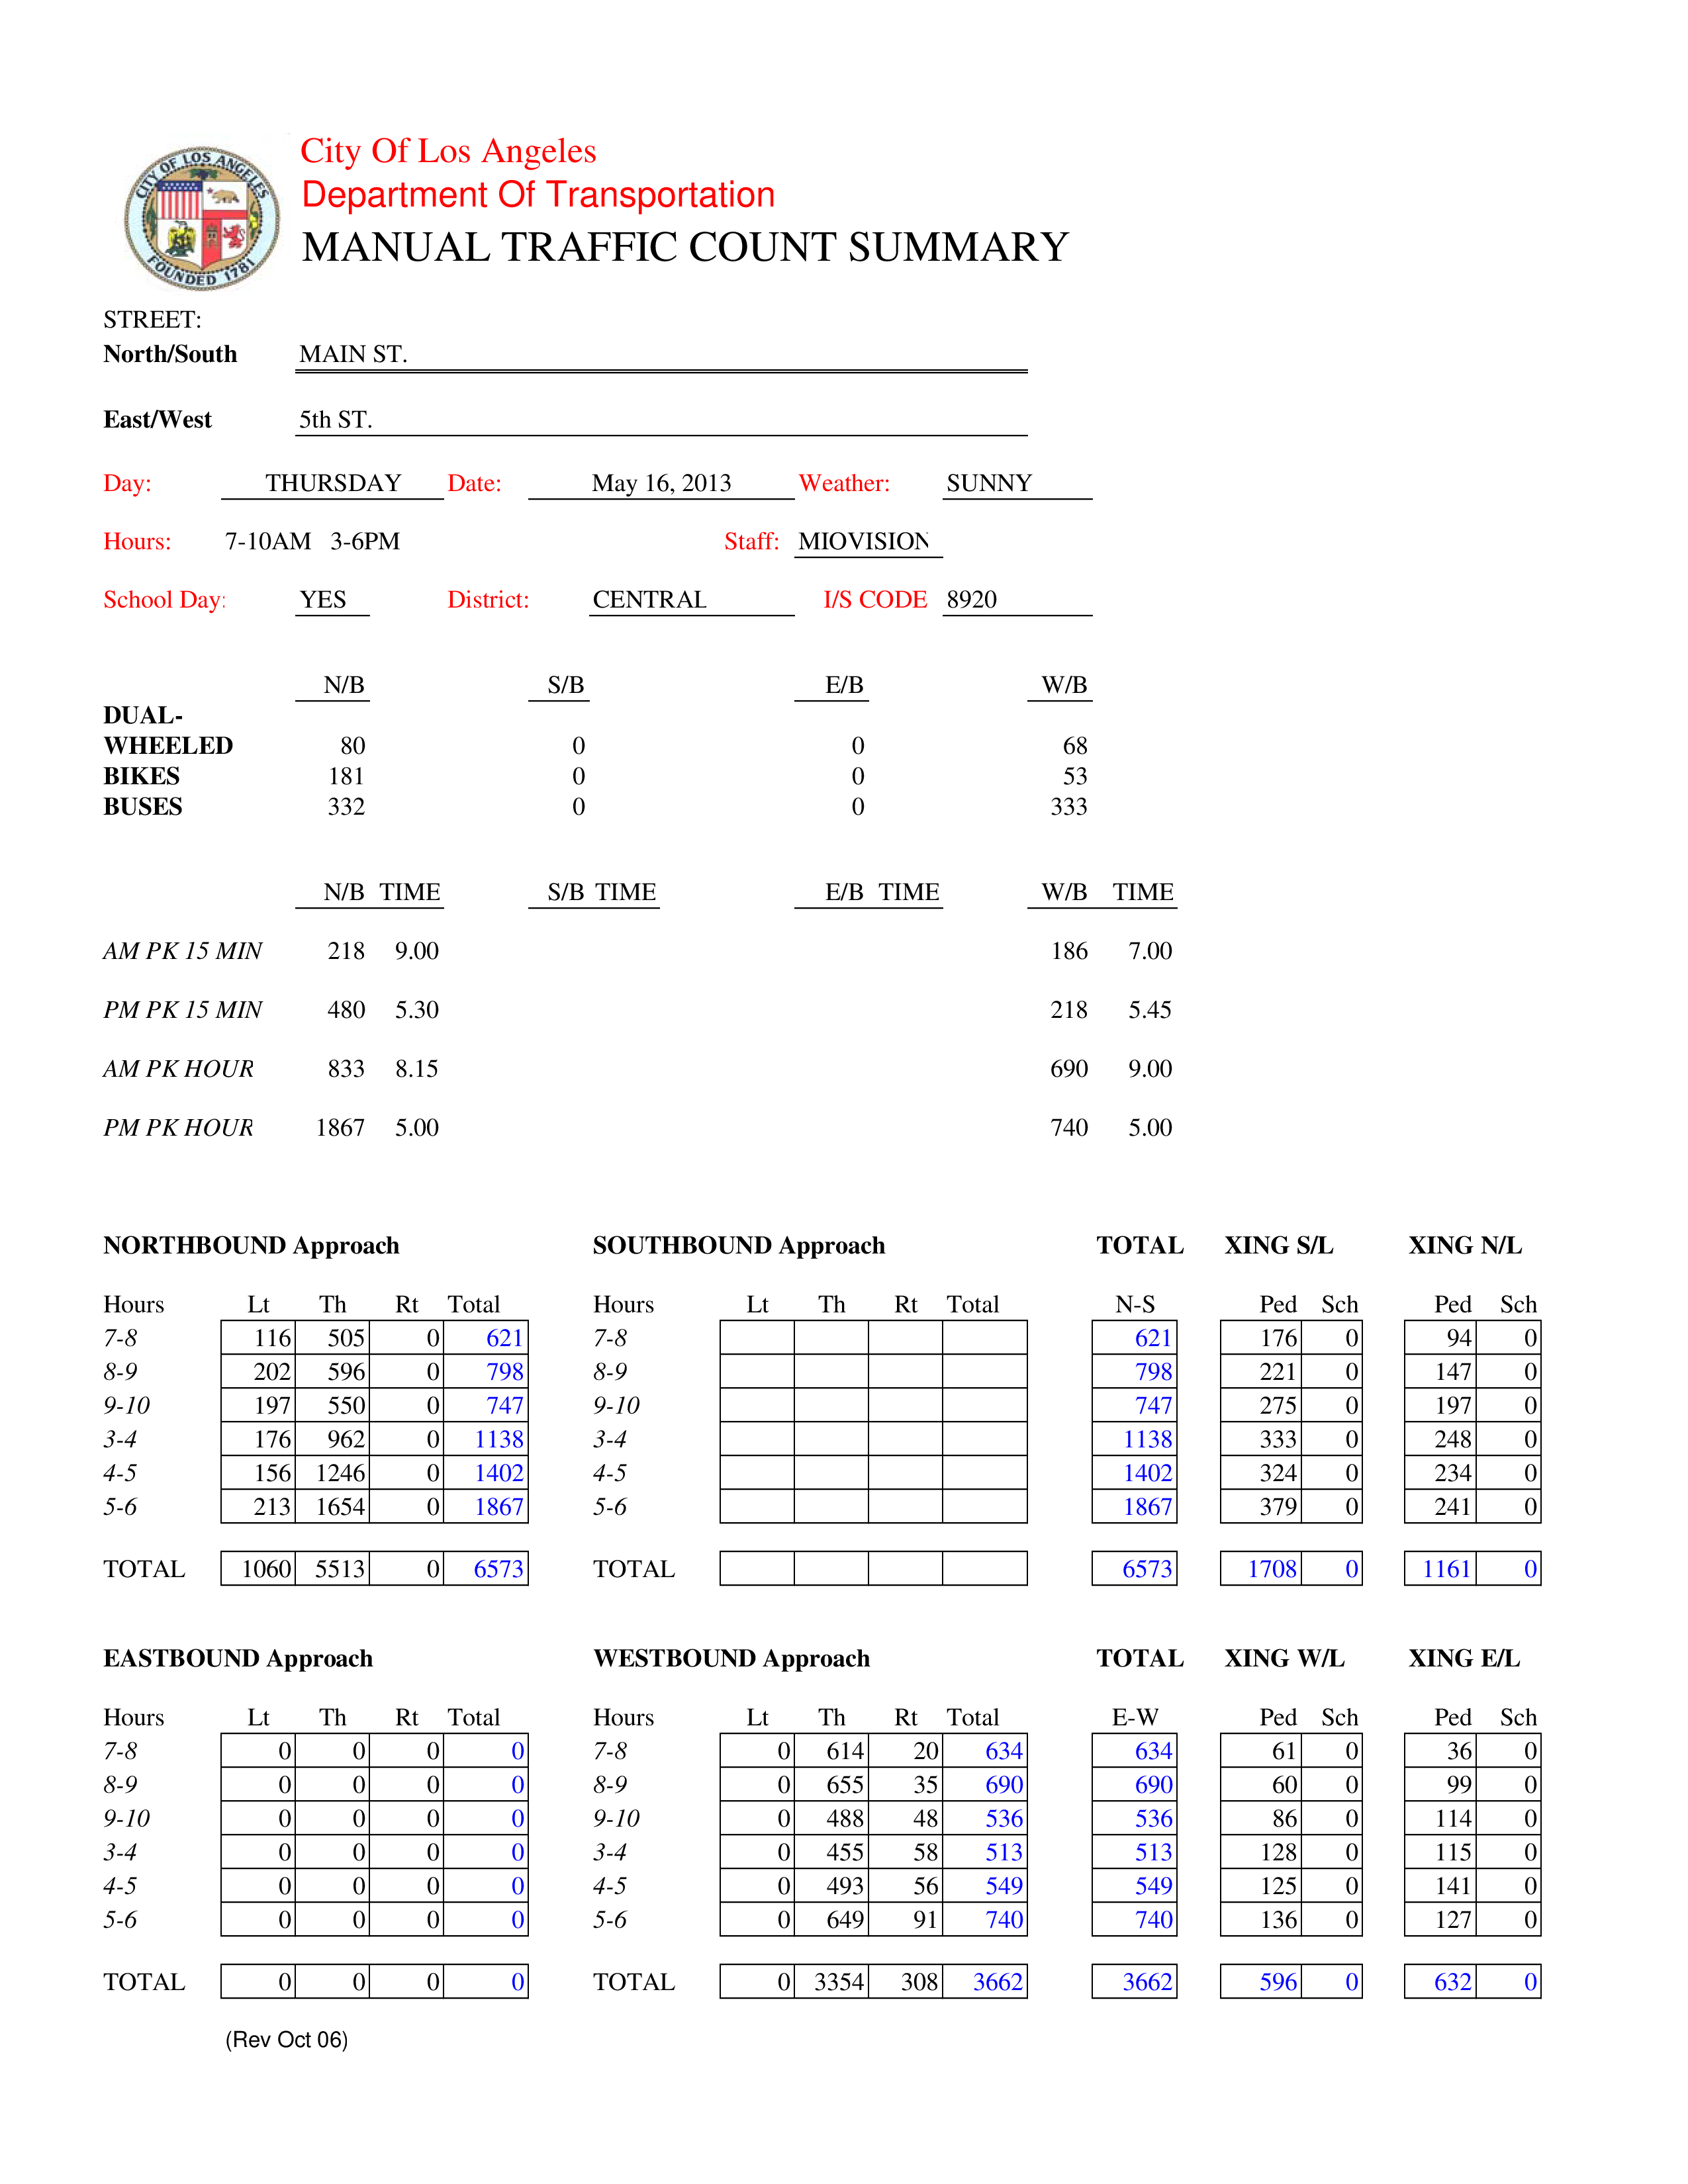 CITY OF LOS ANGELES
FOUNDED 1781
City Of Los Angeles
Department Of Transportation
MANUAL TRAFFIC COUNT SUMMARY
STREET:
North/South MAIN ST.
East/West 5th ST.
Day: THURSDAY Date: May 16, 2013 Weather: SUNNY
Hours: 7-10AM 3-6PM Staff: MIOVISION
School Day: YES District: CENTRAL I/S CODE 8920
N/B S/B E/B W/B
DUAL-
WHEELED 80 0 0 68
BIKES 181 0 0 53
BUSES 332 0 0 333
N/B TIME S/B TIME E/B TIME W/B TIME
AM PK 15 MIN 218 9.00 186 7.00
PM PK 15 MIN 480 5.30 218 5.45
AM PK HOUR 833 8.15 690 9.00
PM PK HOUR 1867 5.00 740 5.00
NORTHBOUND Approach SOUTHBOUND Approach TOTAL XING S/L XING N/L
Hours Lt Th Rt Total Hours Lt Th Rt Total N-S Ped Sch Ped Sch
7-8 116 505 0 621 7-8 621 176 0 94 0
8-9 202 596 0 798 8-9 798 221 0 147 0
9-10 197 550 0 747 9-10 747 275 0 197 0
3-4 176 962 0 1138 3-4 1138 333 0 248 0
4-5 156 1246 0 1402 4-5 1402 324 0 234 0
5-6 213 1654 0 1867 5-6 1867 379 0 241 0
TOTAL 1060 5513 0 6573 TOTAL 6573 1708 0 1161 0
EASTBOUND Approach WESTBOUND Approach TOTAL XING W/L XING E/L
Hours Lt Th Rt Total Hours Lt Th Rt Total E-W Ped Sch Ped Sch
7-8 0 0 0 0 7-8 0 614 20 634 634 61 0 36 0
8-9 0 0 0 0 8-9 0 655 35 690 690 60 0 99 0
9-10 0 0 0 0 9-10 0 488 48 536 536 86 0 114 0
3-4 0 0 0 0 3-4 0 455 58 513 513 128 0 115 0
4-5 0 0 0 0 4-5 0 493 56 549 549 125 0 141 0
5-6 0 0 0 0 5-6 0 649 91 740 740 136 0 127 0
TOTAL 0 0 0 0 TOTAL 0 3354 308 3662 3662 596 0 632 0
(Rev Oct 06)